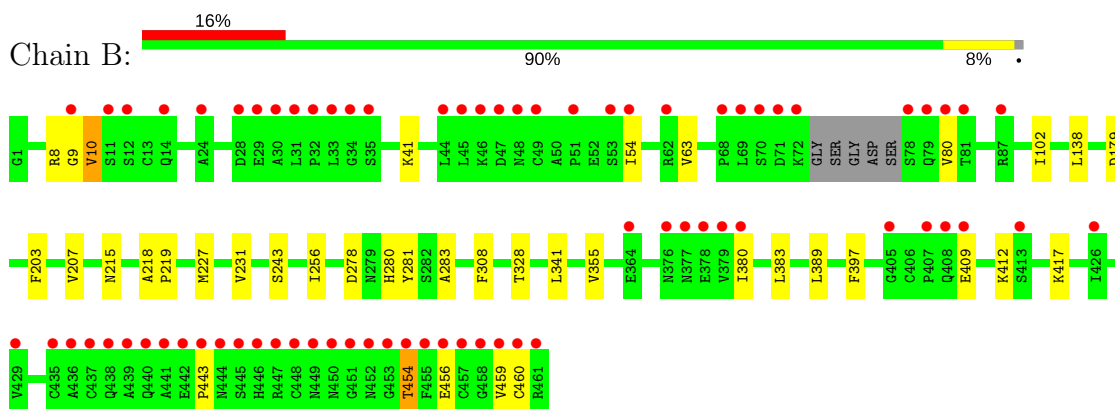 16%
Chain B:
90% 8% •
G1 R8 G9 V10 S11 S12 C13 Q14 A24 D28 E29 A30 L31 P32 L33 G34 S35 K41 L44 L45 K46 D47 N48 C49 A50 P51 E52 S53 I54 R62 V63 P68 L69 S70 D71 K72 GLY SER GLY ASP SER S78 Q79 V80 T81 R87 I102 L138 D179
F203 V207 N215 A218 P219 M227 V231 S243 I256 D278 N279 H280 Y281 S282 A283 F308 T328 L341 V355 E364 N376 N377 E378 V379 I380 L383 L389 F397 G405 C406 P407 Q408 E409 K412 S413 K417 I426
V429 C435 A436 C437 Q438 A439 Q440 A441 E442 P443 N444 S445 H446 R447 C448 N449 N450 G451 N452 G453 T454 F455 E456 C457 G458 V459 C460 R461